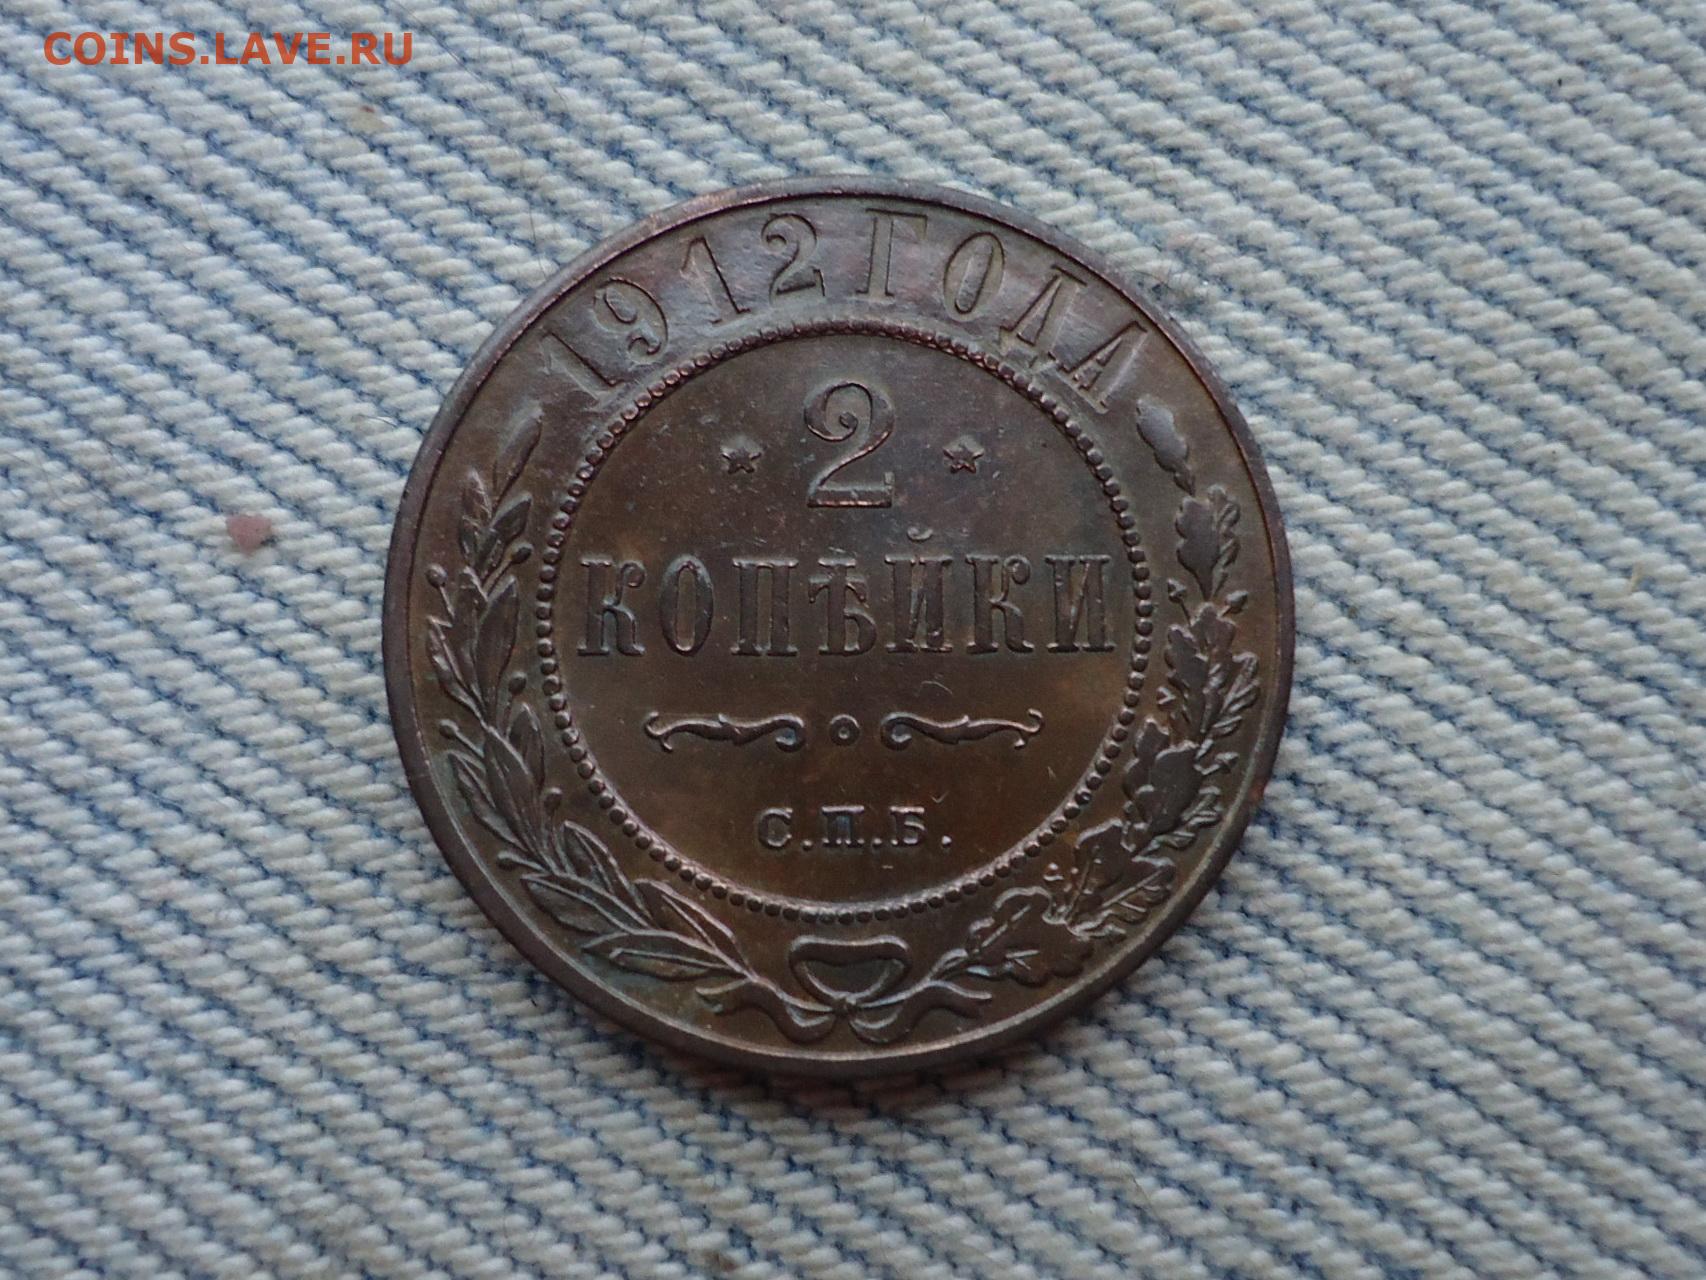 COINS.LAVE.RU
1912 ГОДА
2
КОПѢЙКИ
С.П.Б.